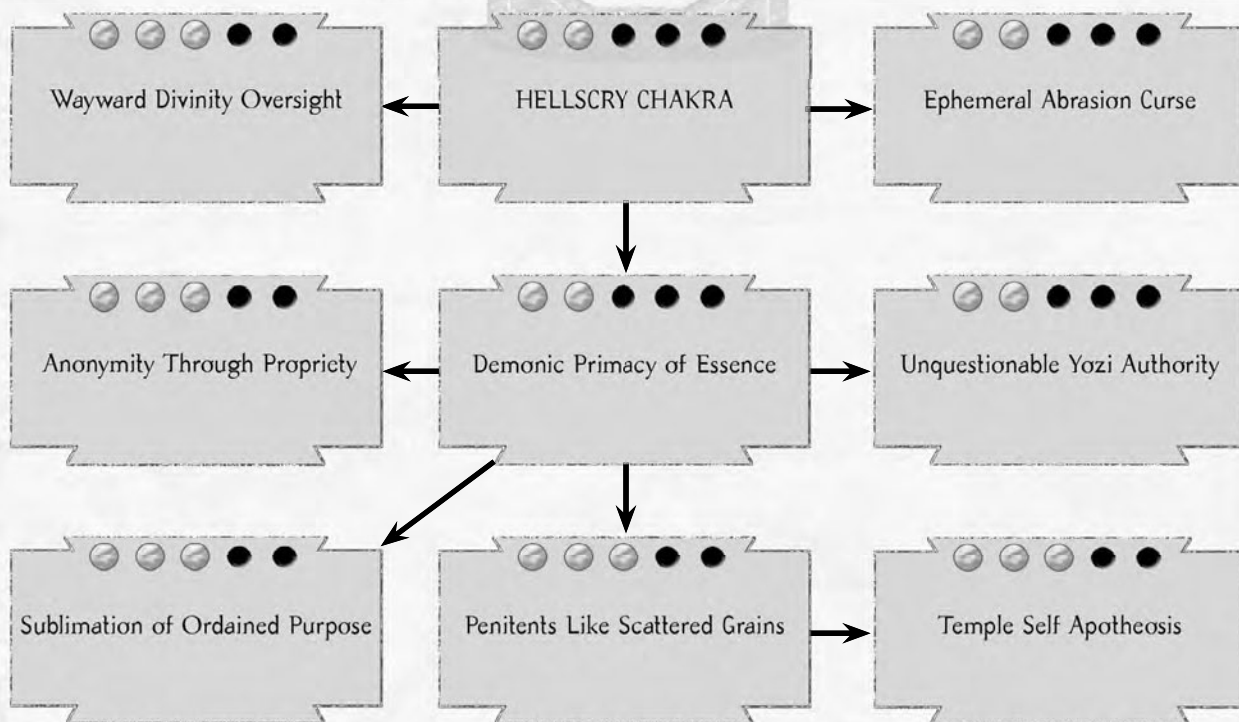 Wayward Divinity Oversight
HELLSCRY CHAKRA
Ephemeral Abrasion Curse
Anonymity Through Propriety
Demonic Primacy of Essence
Unquestionable Yozi Authority
Sublimation of Ordained Purpose
Penitents Like Scattered Grains
Temple Self Apotheosis